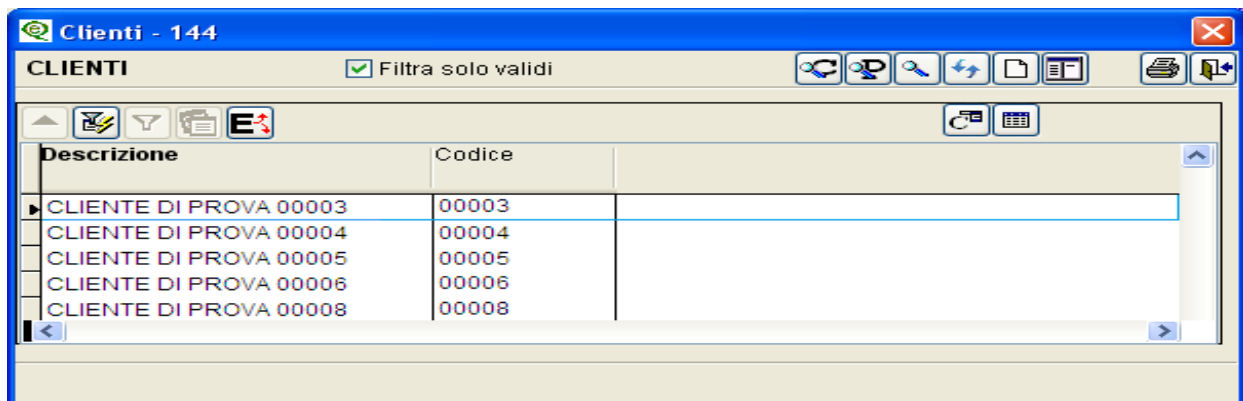 Clienti - 144
CLIENTI Filtra solo validi
E
Descrizione Codice
CLIENTE DI PROVA 00003 00003
CLIENTE DI PROVA 00004 00004
CLIENTE DI PROVA 00005 00005
CLIENTE DI PROVA 00006 00006
CLIENTE DI PROVA 00008 00008